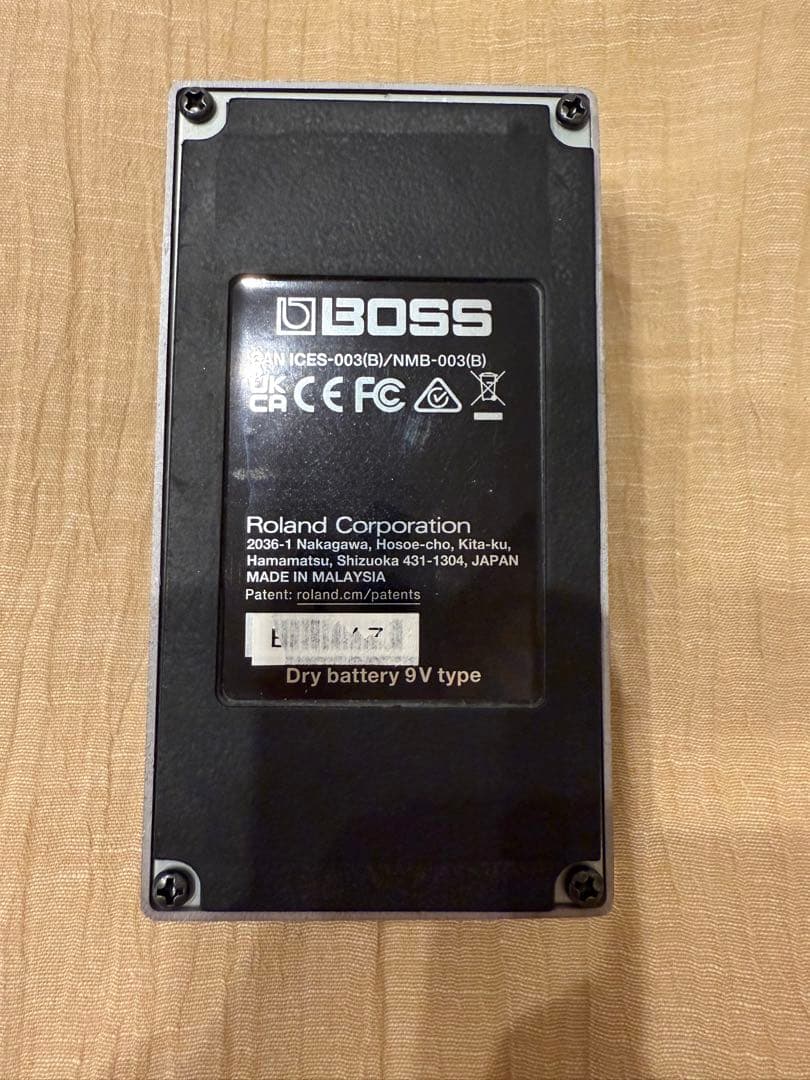 BOSS
CAN ICES-003(B)/NMB-003(B)
UK CA CE FC
Roland Corporation
2036-1 Nakagawa, Hosoe-cho, Kita-ku,
Hamamatsu, Shizuoka 431-1304, JAPAN
MADE IN MALAYSIA
Patent: roland.cm/patents
Dry battery 9V type